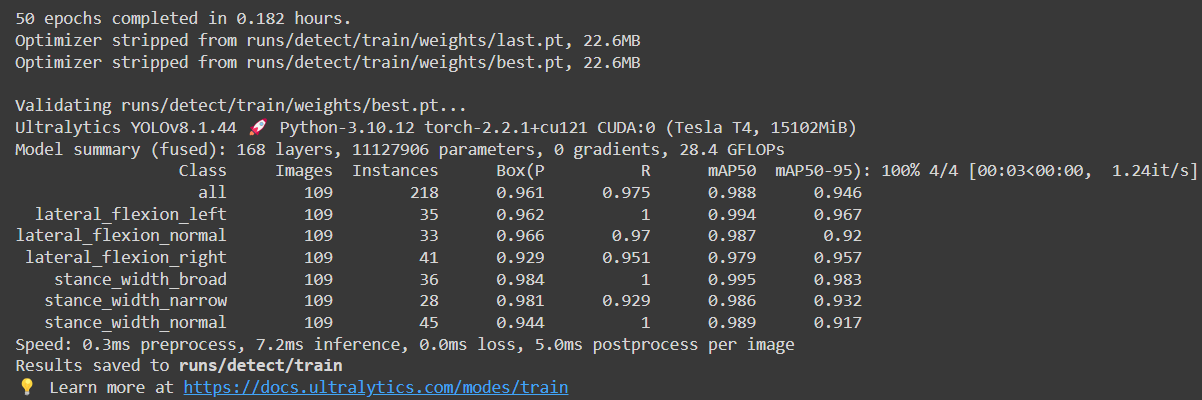 50 epochs completed in 0.182 hours.
Optimizer stripped from runs/detect/train/weights/last.pt, 22.6MB
Optimizer stripped from runs/detect/train/weights/best.pt, 22.6MB
Validating runs/detect/train/weights/best.pt...
Ultralytics YOLOv8.1.44 🚀 Python-3.10.12 torch-2.2.1+cu121 CUDA:0 (Tesla T4, 15102MiB)
Model summary (fused): 168 layers, 11127906 parameters, 0 gradients, 28.4 GFLOPs
Class Images Instances Box(P R mAP50 mAP50-95): 100% 4/4 [00:03<00:00, 1.24it/s]
all 109 218 0.961 0.975 0.988 0.946
lateral_flexion_left 109 35 0.962 1 0.994 0.967
lateral_flexion_normal 109 33 0.966 0.97 0.987 0.92
lateral_flexion_right 109 41 0.929 0.951 0.979 0.957
stance_width_broad 109 36 0.984 1 0.995 0.983
stance_width_narrow 109 28 0.981 0.929 0.986 0.932
stance_width_normal 109 45 0.944 1 0.989 0.917
Speed: 0.3ms preprocess, 7.2ms inference, 0.0ms loss, 5.0ms postprocess per image
Results saved to runs/detect/train
💡 Learn more at https://docs.ultralytics.com/modes/train